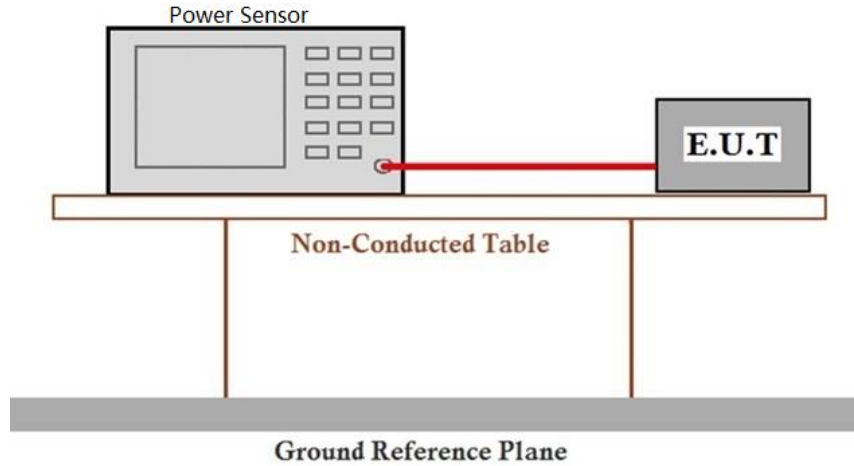 Power Sensor
E.U.T
Non-Conducted Table
Ground Reference Plane